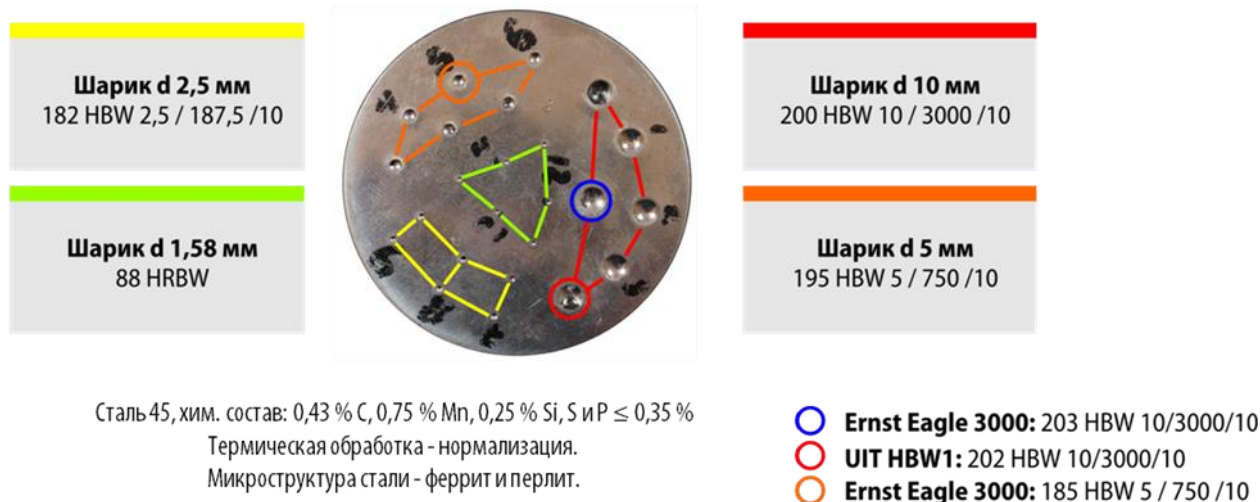 Шарик d 2,5 мм
182 HBW 2,5 / 187,5 /10
Шарик d 1,58 мм
88 HRBW
Шарик d 10 мм
200 HBW 10 / 3000 /10
Шарик d 5 мм
195 HBW 5 / 750 /10
Сталь 45, хим. состав: 0,43 % C, 0,75 % Mn, 0,25 % Si, S и P ≤ 0,35 %
Термическая обработка - нормализация.
Микроструктура стали - феррит и перлит.
Ernst Eagle 3000: 203 HBW 10/3000/10
UIT HBW1: 202 HBW 10/3000/10
Ernst Eagle 3000: 185 HBW 5 / 750 /10